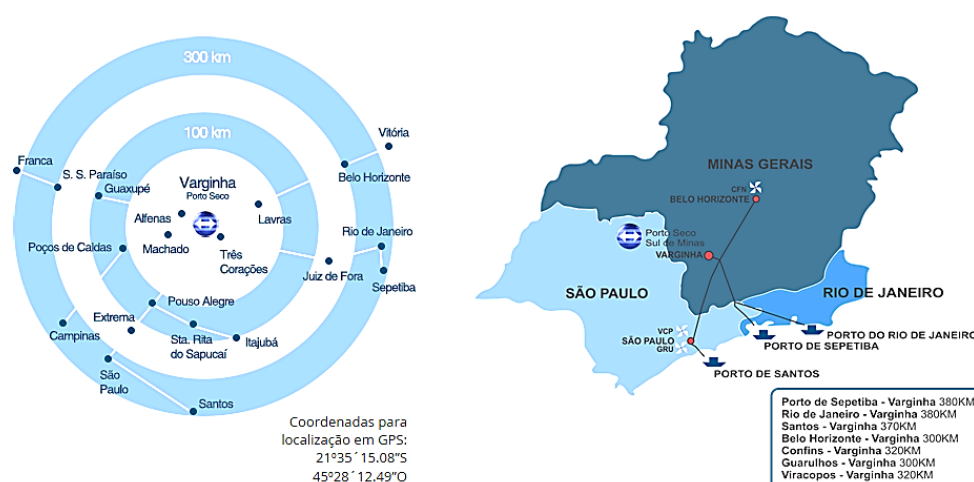 300 km
100 km
Vitória
Franca
S. S. Paraíso
Belo Horizonte
Guaxupé
Varginha
Porto Seco
Alfenas
Lavras
Rio de Janeiro
Poços de Caldas
Machado
Três
Corações
Juiz de Fora
Sepetiba
Pouso Alegre
Extrema
Campinas
Sta. Rita
do Sapucaí
Itajubá
São
Paulo
Santos
Coordenadas para
localização em GPS:
21º35´15.08”S
45º28´12.49”O
MINAS GERAIS
CFN
BELO HORIZONTE
Porto Seco
Sul de Minas
VARGINHA
SÃO PAULO
RIO DE JANEIRO
VCP
SÃO PAULO
GRU
PORTO DO RIO DE JANEIRO
PORTO DE SEPETIBA
PORTO DE SANTOS
Porto de Sepetiba - Varginha 380KM
Rio de Janeiro - Varginha 380KM
Santos - Varginha 370KM
Belo Horizonte - Varginha 300KM
Confins - Varginha 320KM
Guarulhos - Varginha 300KM
Viracopos - Varginha 320KM